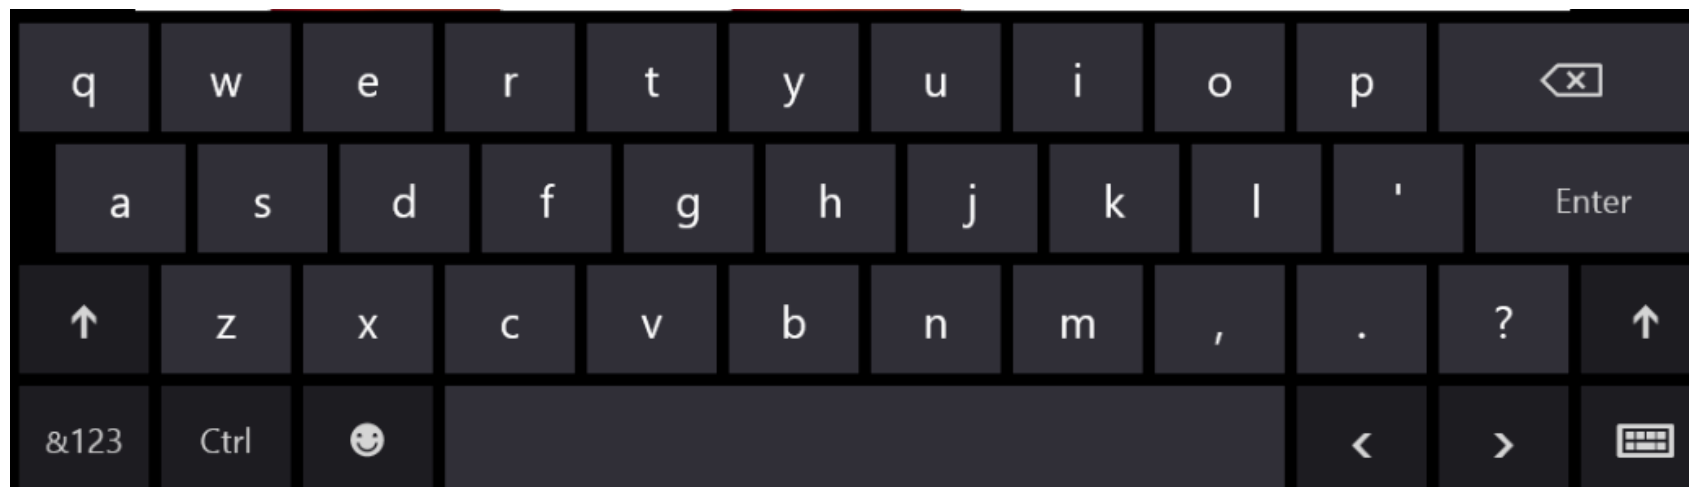 q w e r t y u i o p
a s d f g h j k l ' Enter
z x c v b n m , . ?
&123 Ctrl < >